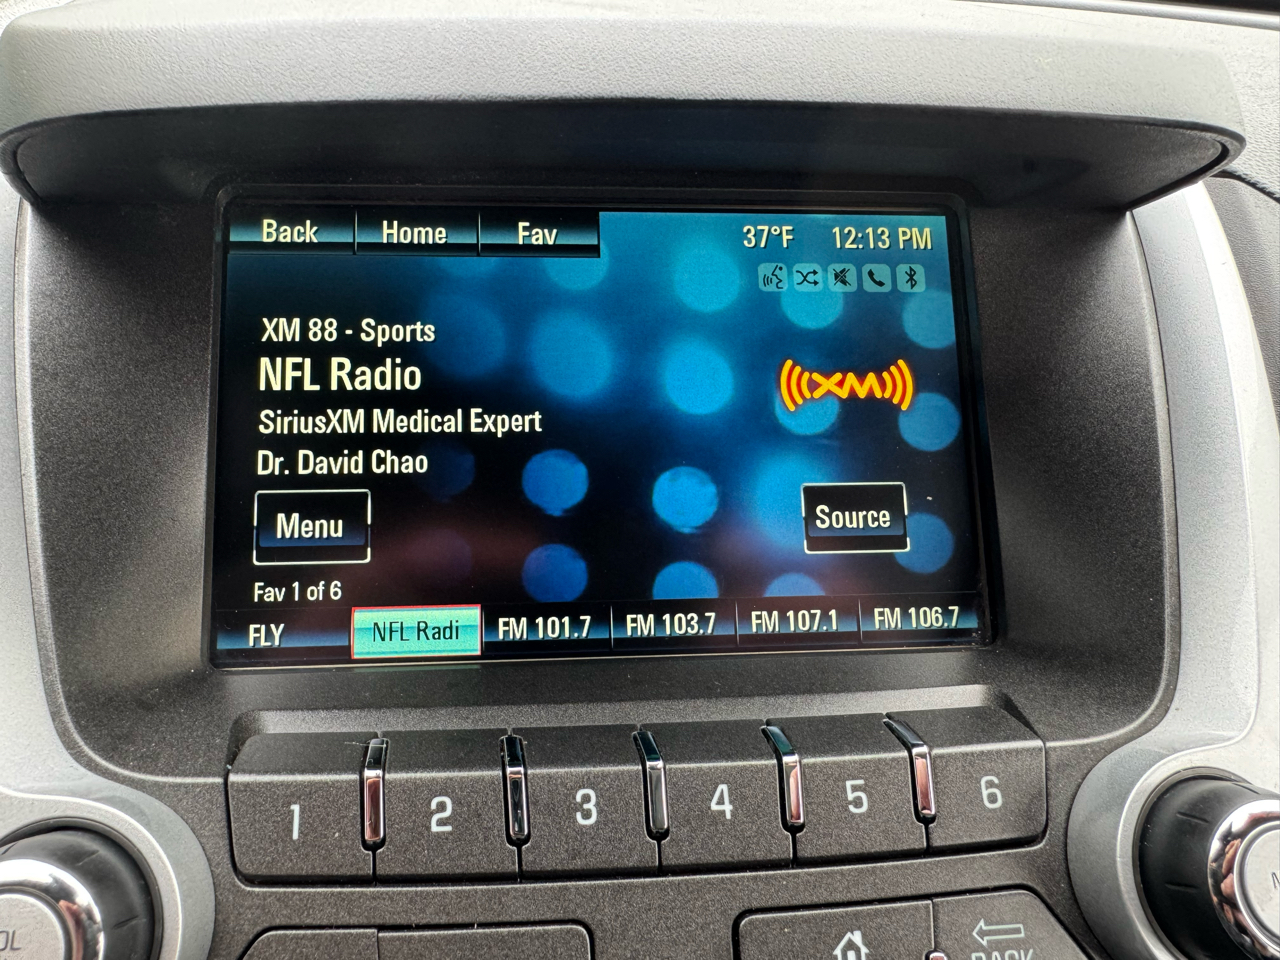 Back Home Fav 37°F 12:13 PM
XM 88 - Sports
NFL Radio
XM
SiriusXM Medical Expert
Dr. David Chao
Menu Source
Fav 1 of 6
FLY NFL Radi FM 101.7 FM 103.7 FM 107.1 FM 106.7
1 2 3 4 5 6
BACK